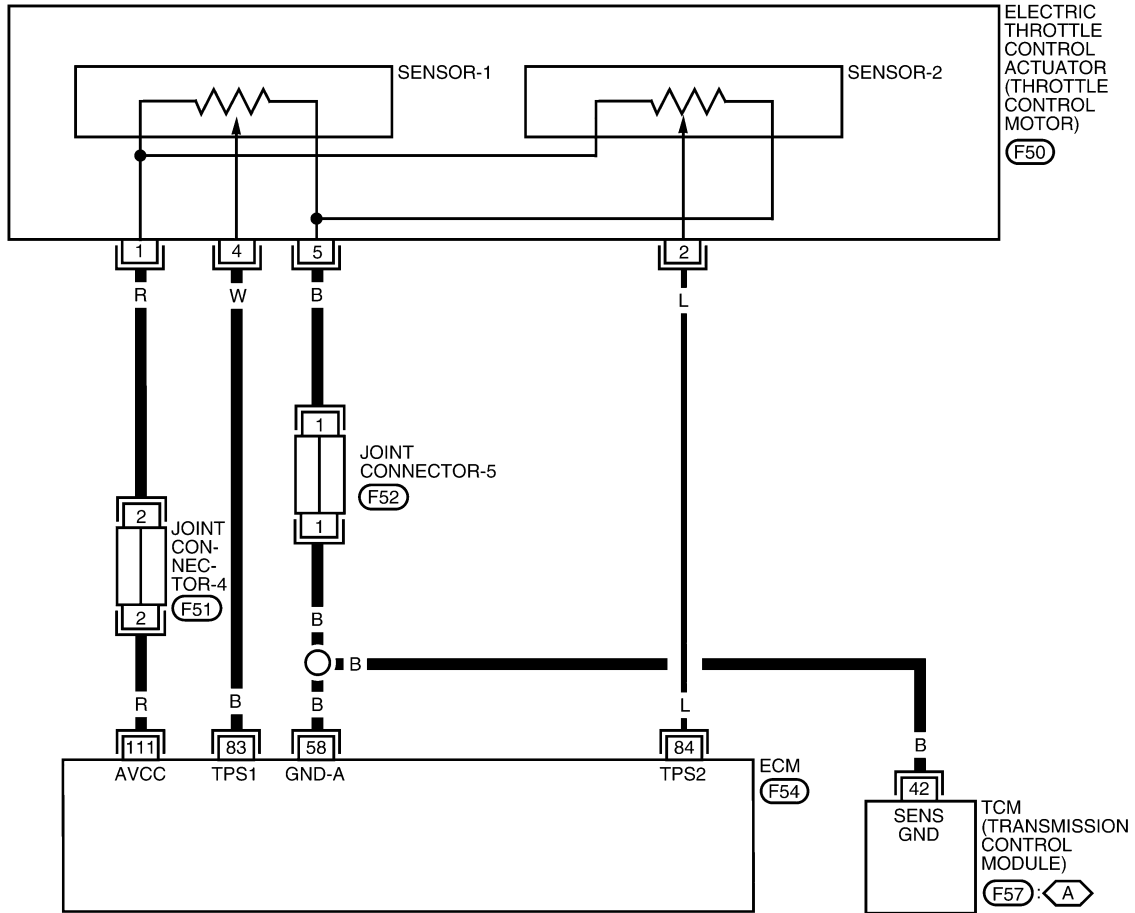 ELECTRIC
THROTTLE
CONTROL
ACTUATOR
(THROTTLE
CONTROL
MOTOR)
F50
SENSOR-1
SENSOR-2
1
4
5
2
R
W
B
L
1
JOINT
CONNECTOR-5
F52
1
2
JOINT
CON-
NEC-
TOR-4
F51
2
B
B
R
B
B
L
B
111
83
58
84
AVCC
TPS1
GND-A
TPS2
ECM
F54
42
SENS
GND
TCM
(TRANSMISSION
CONTROL
MODULE)
F57 : A